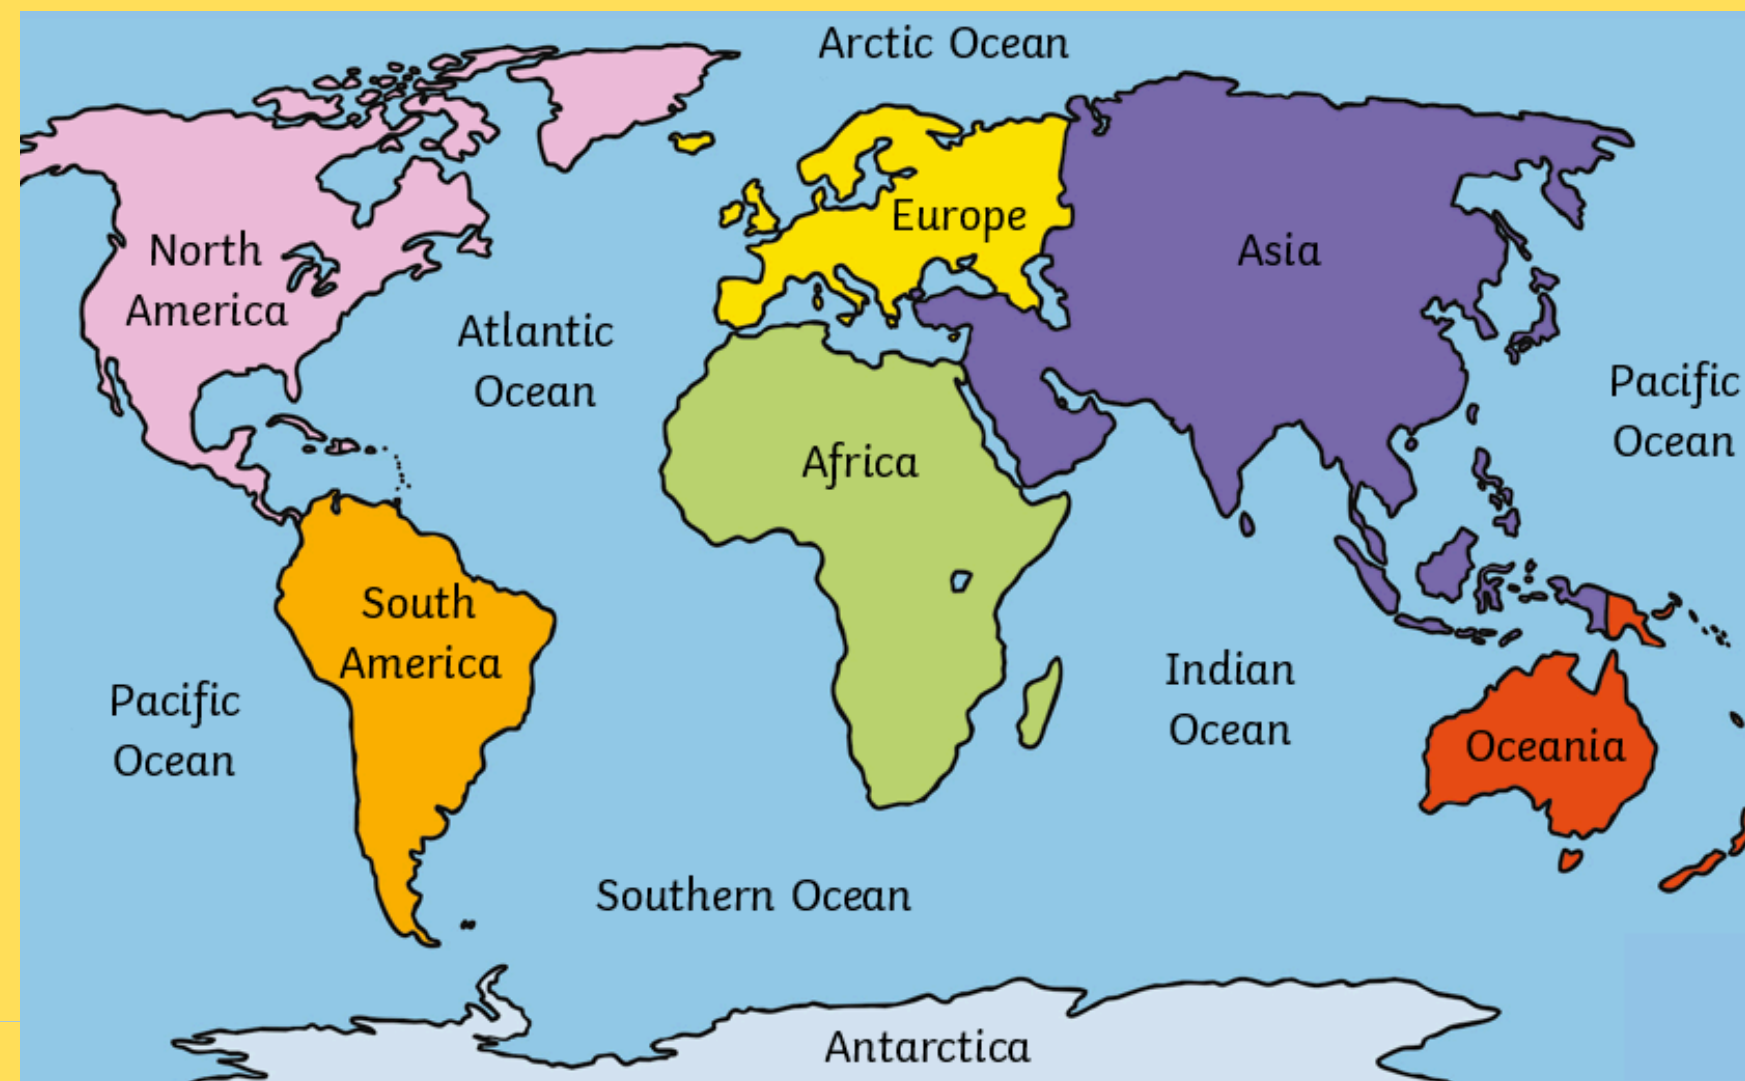 Arctic Ocean
North
America
Europe
Asia
Atlantic
Ocean
Pacific
Ocean
Africa
South
America
Indian
Ocean
Pacific
Ocean
Oceania
Southern Ocean
Antarctica